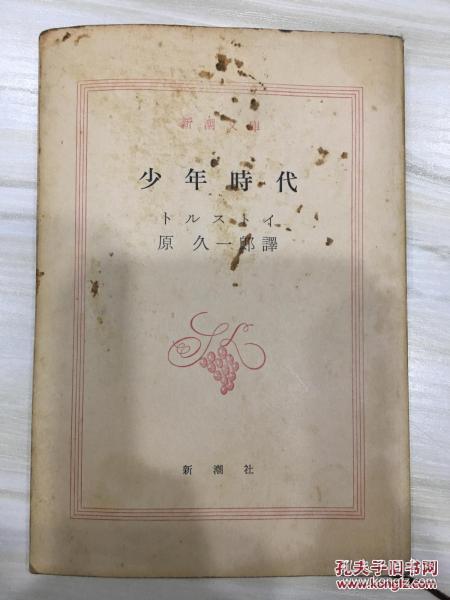 新潮文庫
少年時代
トルストイ
原久一郎譯
新潮社
孔夫子旧书网
www.kongfz.com